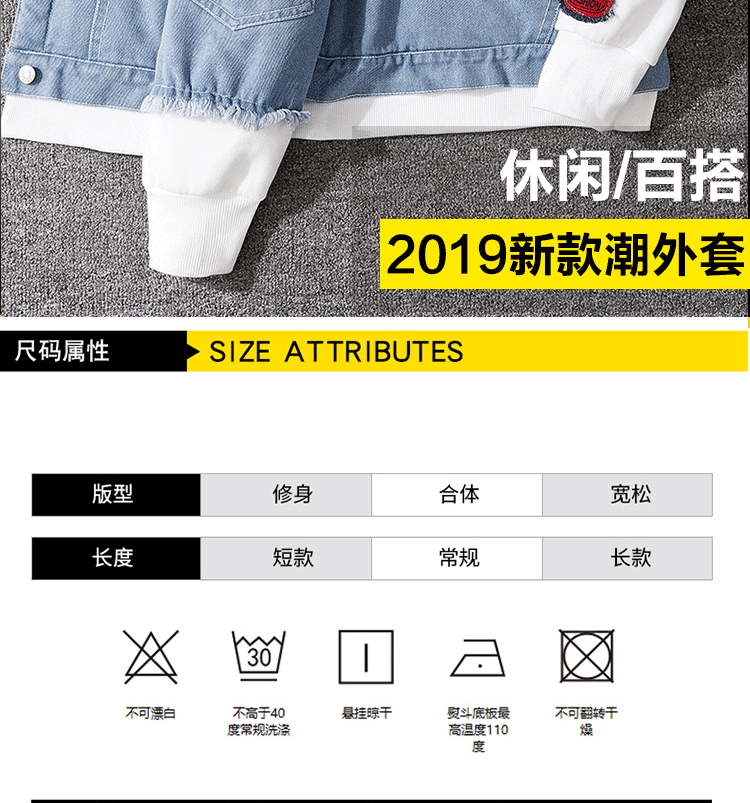 休闲/百搭
2019新款潮外套
尺码属性 SIZE ATTRIBUTES
版型 修身 合体 宽松
长度 短款 常规 长款
30
不可漂白 不高于40 悬挂晾干 熨斗底板最 不可翻转干
度常规洗涤 高温度110 燥
度